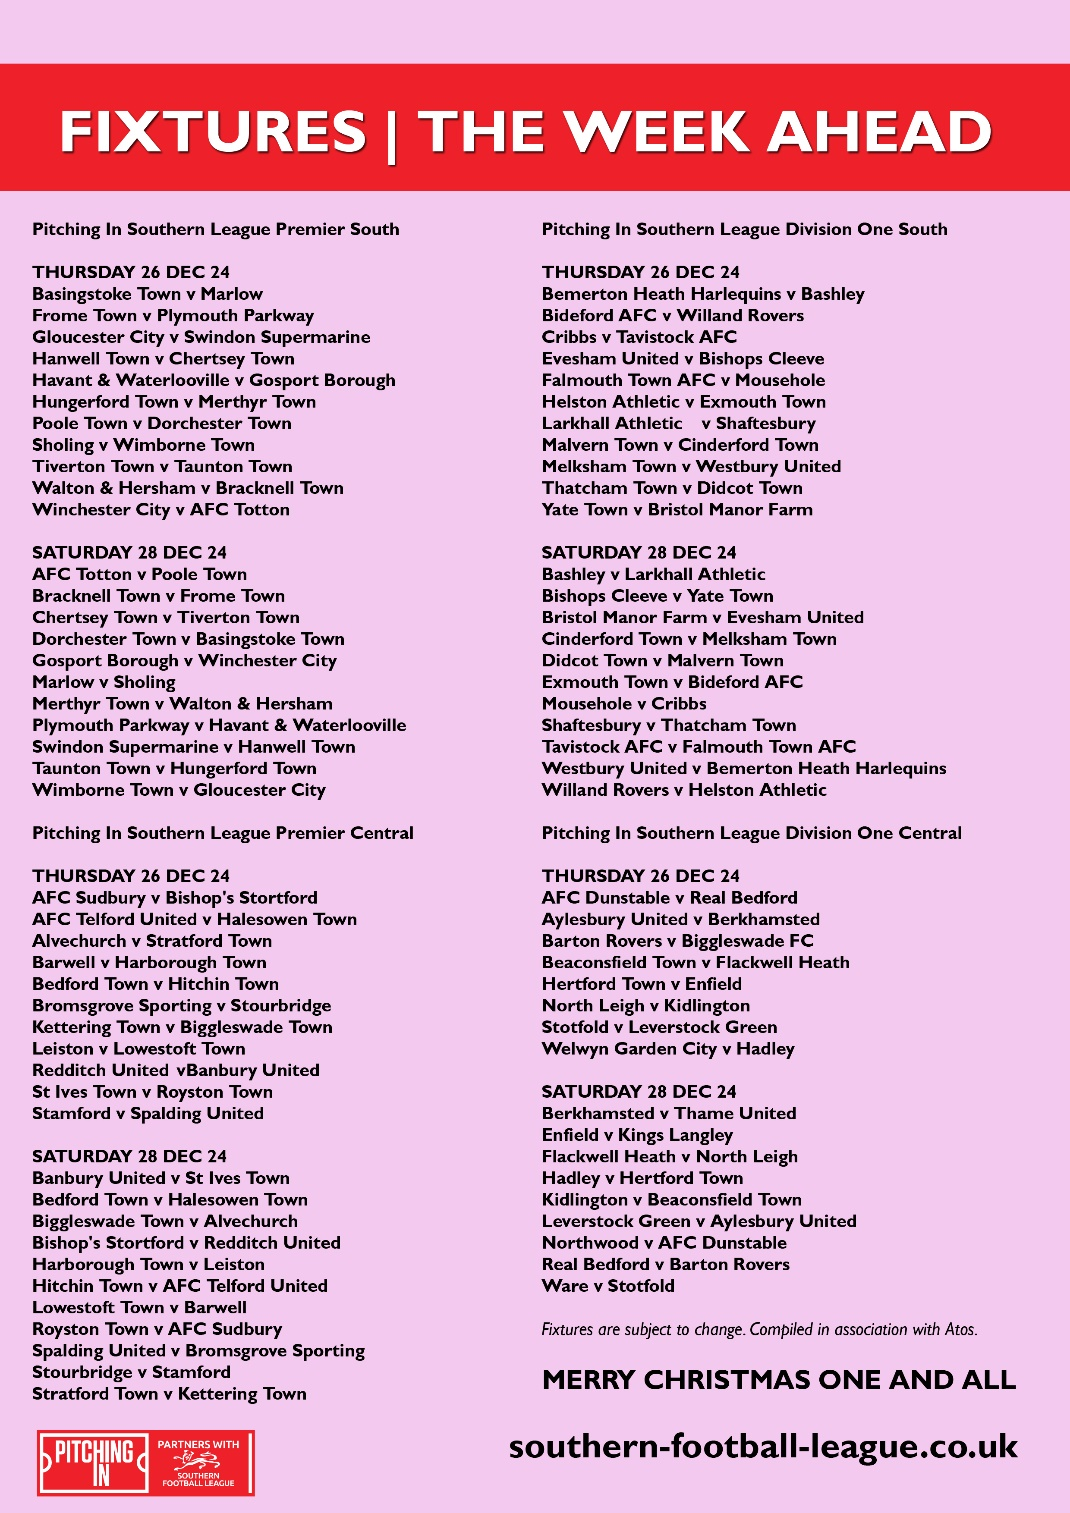 FIXTURES | THE WEEK AHEAD
Pitching In Southern League Premier South
THURSDAY 26 DEC 24
Basingstoke Town v Marlow
Frome Town v Plymouth Parkway
Gloucester City v Swindon Supermarine
Hanwell Town v Chertsey Town
Havant & Waterlooville v Gosport Borough
Hungerford Town v Merthyr Town
Poole Town v Dorchester Town
Sholing v Wimborne Town
Tiverton Town v Taunton Town
Walton & Hersham v Bracknell Town
Winchester City v AFC Totton
SATURDAY 28 DEC 24
AFC Totton v Poole Town
Bracknell Town v Frome Town
Chertsey Town v Tiverton Town
Dorchester Town v Basingstoke Town
Gosport Borough v Winchester City
Marlow v Sholing
Merthyr Town v Walton & Hersham
Plymouth Parkway v Havant & Waterlooville
Swindon Supermarine v Hanwell Town
Taunton Town v Hungerford Town
Wimborne Town v Gloucester City
Pitching In Southern League Premier Central
THURSDAY 26 DEC 24
AFC Sudbury v Bishop's Stortford
AFC Telford United v Halesowen Town
Alvechurch v Stratford Town
Barwell v Harborough Town
Bedford Town v Hitchin Town
Bromsgrove Sporting v Stourbridge
Kettering Town v Biggleswade Town
Leiston v Lowestoft Town
Redditch United vBanbury United
St Ives Town v Royston Town
Stamford v Spalding United
SATURDAY 28 DEC 24
Banbury United v St Ives Town
Bedford Town v Halesowen Town
Biggleswade Town v Alvechurch
Bishop's Stortford v Redditch United
Harborough Town v Leiston
Hitchin Town v AFC Telford United
Lowestoft Town v Barwell
Royston Town v AFC Sudbury
Spalding United v Bromsgrove Sporting
Stourbridge v Stamford
Stratford Town v Kettering Town
Pitching In Southern League Division One South
THURSDAY 26 DEC 24
Bemerton Heath Harlequins v Bashley
Bideford AFC v Willand Rovers
Cribbs v Tavistock AFC
Evesham United v Bishops Cleeve
Falmouth Town AFC v Mousehole
Helston Athletic v Exmouth Town
Larkhall Athletic v Shaftesbury
Malvern Town v Cinderford Town
Melksham Town v Westbury United
Thatcham Town v Didcot Town
Yate Town v Bristol Manor Farm
SATURDAY 28 DEC 24
Bashley v Larkhall Athletic
Bishops Cleeve v Yate Town
Bristol Manor Farm v Evesham United
Cinderford Town v Melksham Town
Didcot Town v Malvern Town
Exmouth Town v Bideford AFC
Mousehole v Cribbs
Shaftesbury v Thatcham Town
Tavistock AFC v Falmouth Town AFC
Westbury United v Bemerton Heath Harlequins
Willand Rovers v Helston Athletic
Pitching In Southern League Division One Central
THURSDAY 26 DEC 24
AFC Dunstable v Real Bedford
Aylesbury United v Berkhamsted
Barton Rovers v Biggleswade FC
Beaconsfield Town v Flackwell Heath
Hertford Town v Enfield
North Leigh v Kidlington
Stotfold v Leverstock Green
Welwyn Garden City v Hadley
SATURDAY 28 DEC 24
Berkhamsted v Thame United
Enfield v Kings Langley
Flackwell Heath v North Leigh
Hadley v Hertford Town
Kidlington v Beaconsfield Town
Leverstock Green v Aylesbury United
Northwood v AFC Dunstable
Real Bedford v Barton Rovers
Ware v Stotfold
Fixtures are subject to change. Compiled in association with Atos.
MERRY CHRISTMAS ONE AND ALL
southern-football-league.co.uk
PITCHING
IN
PARTNERS WITH
SOUTHERN
FOOTBALL LEAGUE